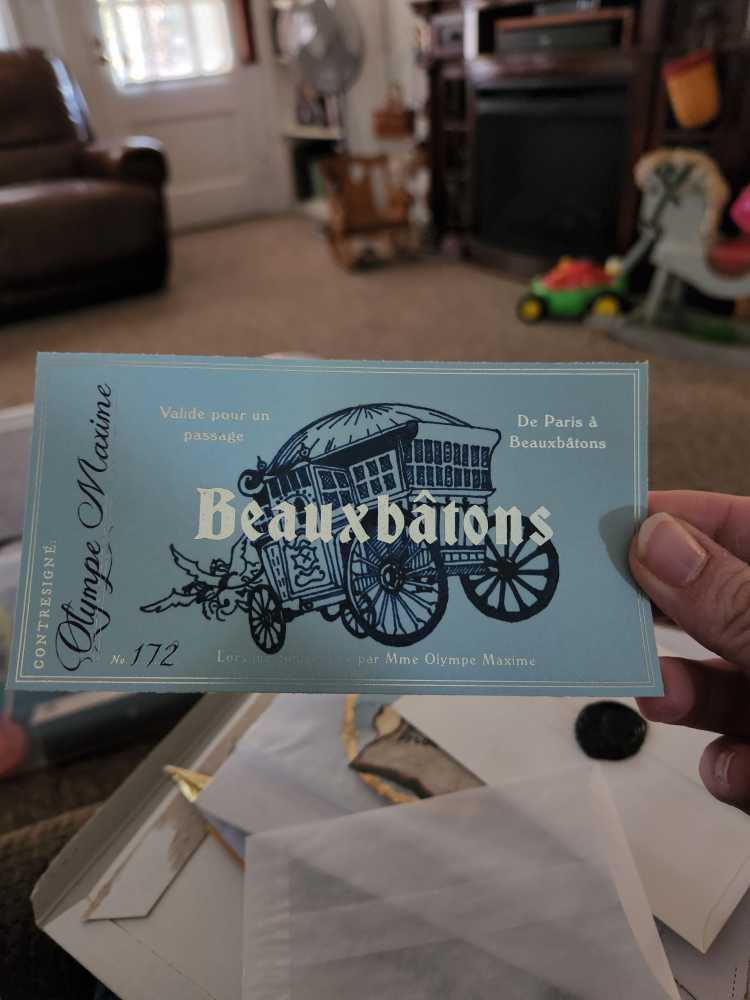 Valide pour un
passage
De Paris à
Beauxbâtons
Beauxbâtons
CONTRESIGNÉ:
Olympe Maxime
No. 172
par Mme Olympe Maxime